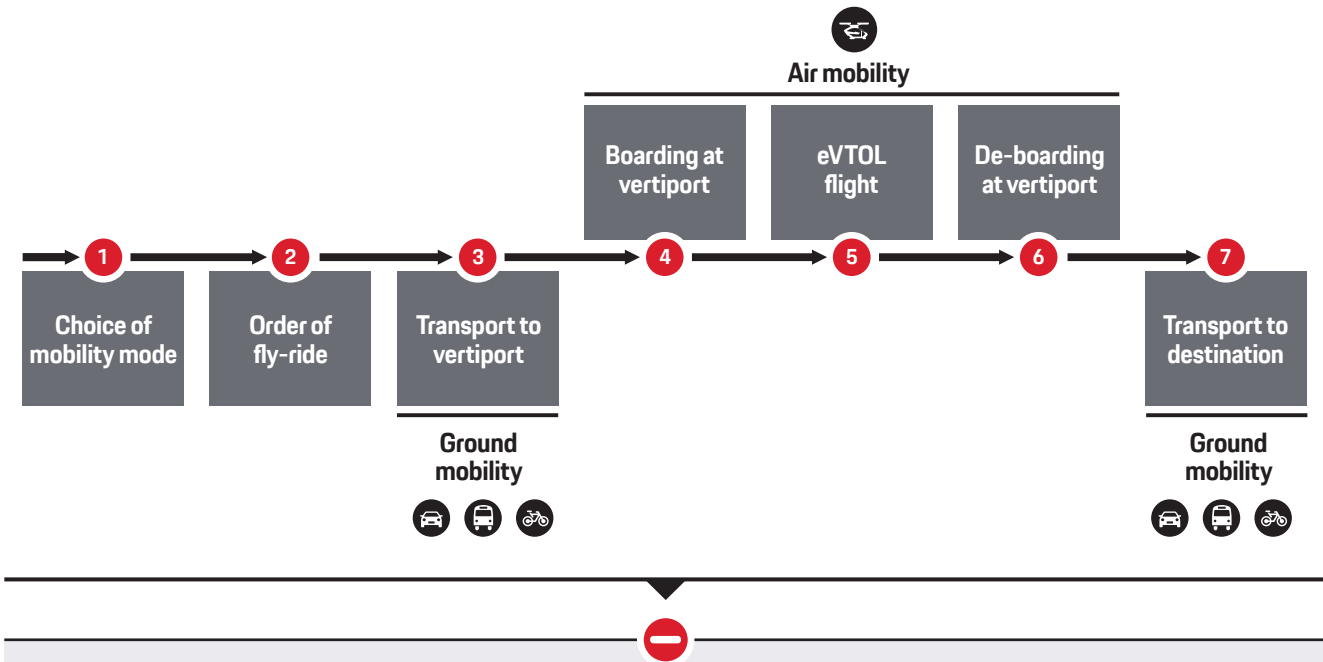 Air mobility
Boarding at
vertiport
eVTOL
flight
De-boarding
at vertiport
1
2
3
4
5
6
7
Choice of
mobility mode
Order of
fly-ride
Transport to
vertiport
Transport to
destination
Ground
mobility
Ground
mobility